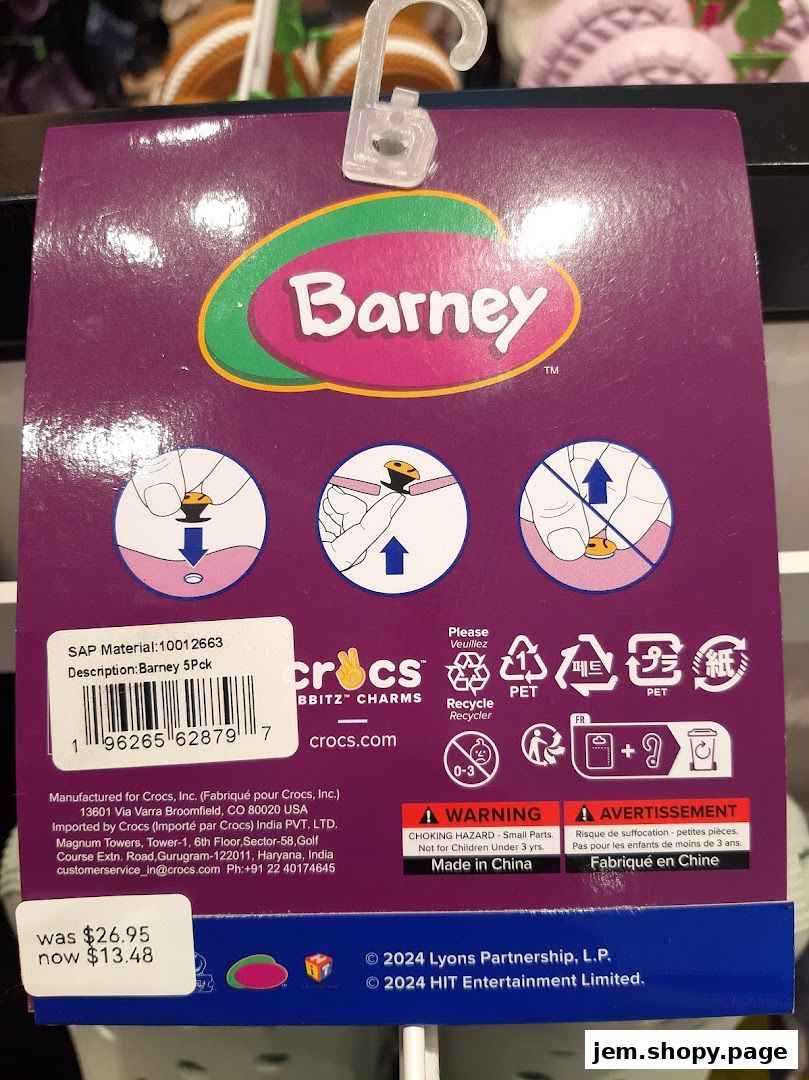 Barney
TM
SAP Material:10012663
Description:Barney 5Pck
1 96265 62879 7
crocs™
BBITZ™ CHARMS
crocs.com
Please
Veuillez
Recycle
Recycler
1
PET
페트
プラ
PET
紙
0-3
FR
+
Manufactured for Crocs, Inc. (Fabriqué pour Crocs, Inc.)
13601 Via Varra Broomfield, CO 80020 USA
Imported by Crocs (Importé par Crocs) India PVT. LTD.
Magnum Towers, Tower-1, 6th Floor,Sector-58,Golf
Course Extn. Road,Gurugram-122011, Haryana, India
customerservice_in@crocs.com Ph:+91 22 40174645
WARNING
CHOKING HAZARD - Small Parts.
Not for Children Under 3 yrs.
Made in China
AVERTISSEMENT
Risque de suffocation - petites pièces.
Pas pour les enfants de moins de 3 ans.
Fabriqué en Chine
was $26.95
now $13.48
HiT
© 2024 Lyons Partnership, L.P.
© 2024 HIT Entertainment Limited.
jem.shopy.page